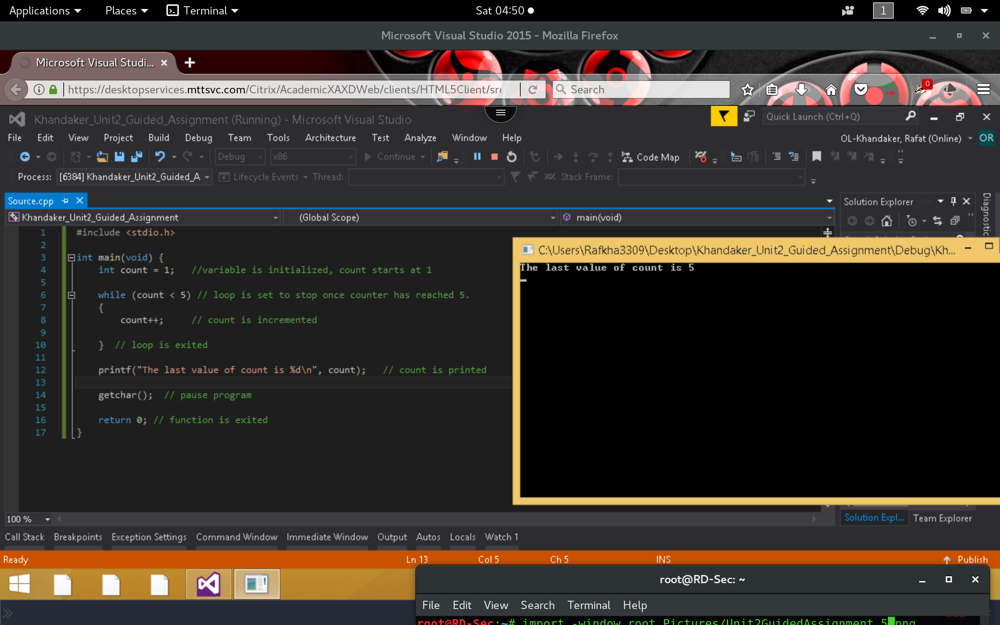 Applications Places Terminal Sat 04:50 1
Microsoft Visual Studio 2015 - Mozilla Firefox
Microsoft Visual Studi...
https://desktopservices.mttsvc.com/Citrix/AcademicXAXDWeb/clients/HTML5Client/src Search 0
Khandaker_Unit2_Guided_Assignment (Running) - Microsoft Visual Studio Quick Launch (Ctrl+Q)
File Edit View Project Build Debug Team Tools Architecture Test Analyze Window Help OL-Khandaker, Rafat (Online) OR
Debug x86 Continue Code Map
Process: [6384] Khandaker_Unit2_Guided_A Lifecycle Events Thread: Stack Frame:
Source.cpp Solution Explorer Diagnostic
Khandaker_Unit2_Guided_Assignment (Global Scope) main(void)
1 #include <stdio.h>
2
3 int main(void) {
4 int count = 1; //variable is initialized, count starts at 1
5
6 while (count < 5) // loop is set to stop once counter has reached 5.
7 {
8 count++; // count is incremented
9
10 } // loop is exited
11
12 printf("The last value of count is %d\n", count); // count is printed
13
14 getchar(); // pause program
15
16 return 0; // function is exited
17 }
C:\Users\Rafkha3309\Desktop\Khandaker_Unit2_Guided_Assignment\Debug\Kh...
The last value of count is 5
100 % Solution Expl... Team Explorer
Call Stack Breakpoints Exception Settings Command Window Immediate Window Output Autos Locals Watch 1
Ready Ln 13 Col 5 Ch 5 INS Publish
root@RD-Sec: ~
File Edit View Search Terminal Help
root@RD-Sec:~# import -window root Pictures/Unit2GuidedAssignment_5 png